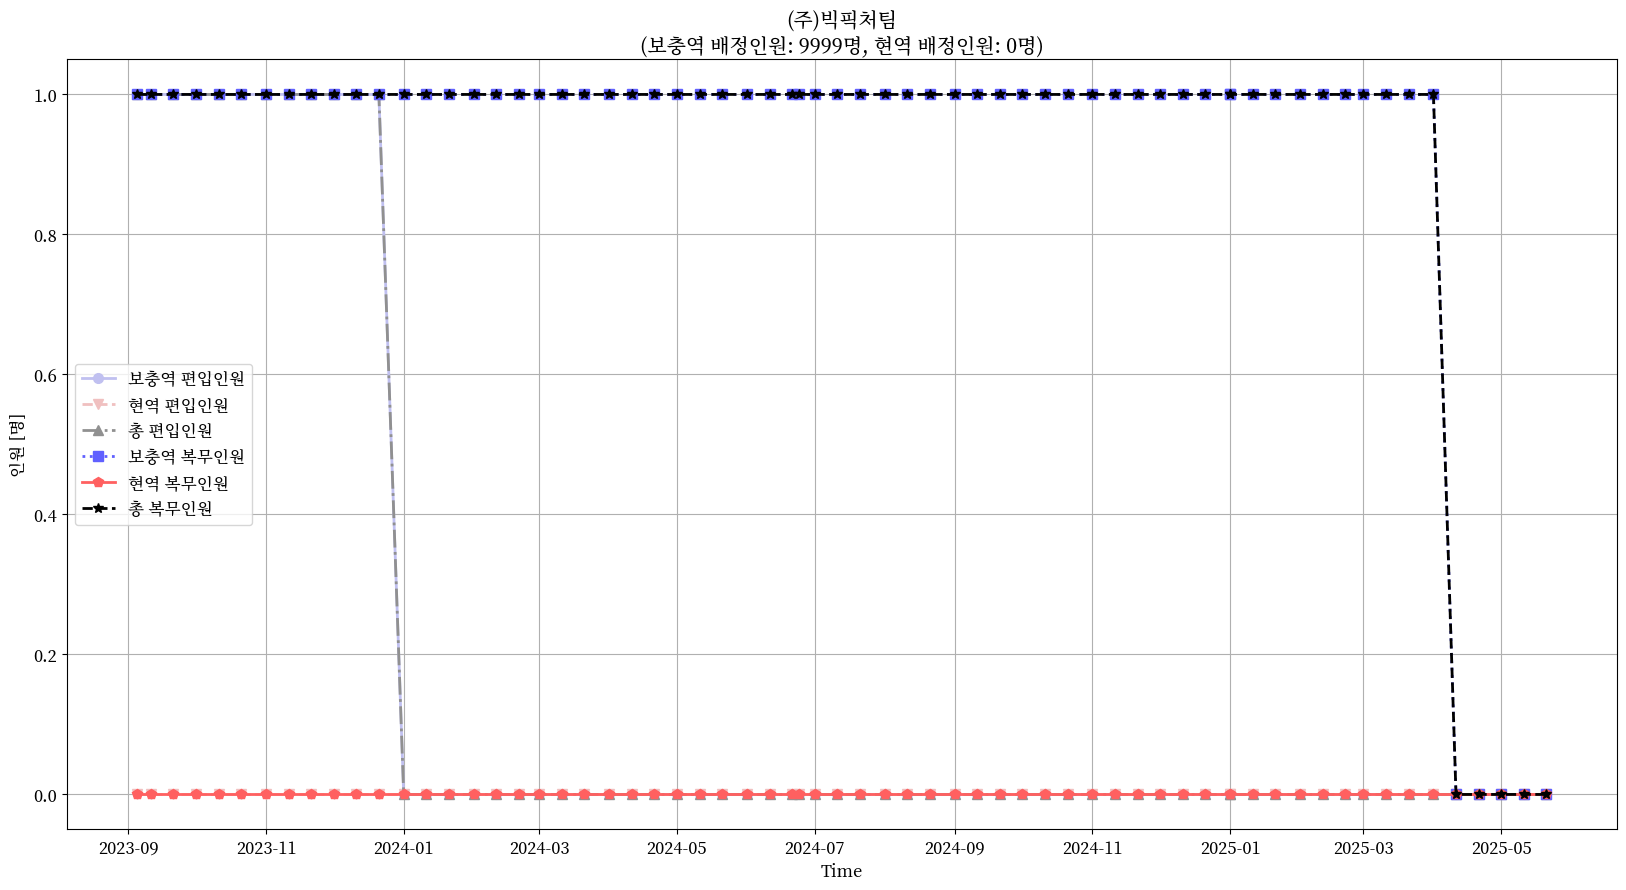 (주)빅픽처팀
(보충역 배정인원: 9999명, 현역 배정인원: 0명)
인원 [명]
1.0
0.8
0.6
0.4
0.2
0.0
보충역 편입인원
현역 편입인원
총 편입인원
보충역 복무인원
현역 복무인원
총 복무인원
2023-09 2023-11 2024-01 2024-03 2024-05 2024-07 2024-09 2024-11 2025-01 2025-03 2025-05
Time